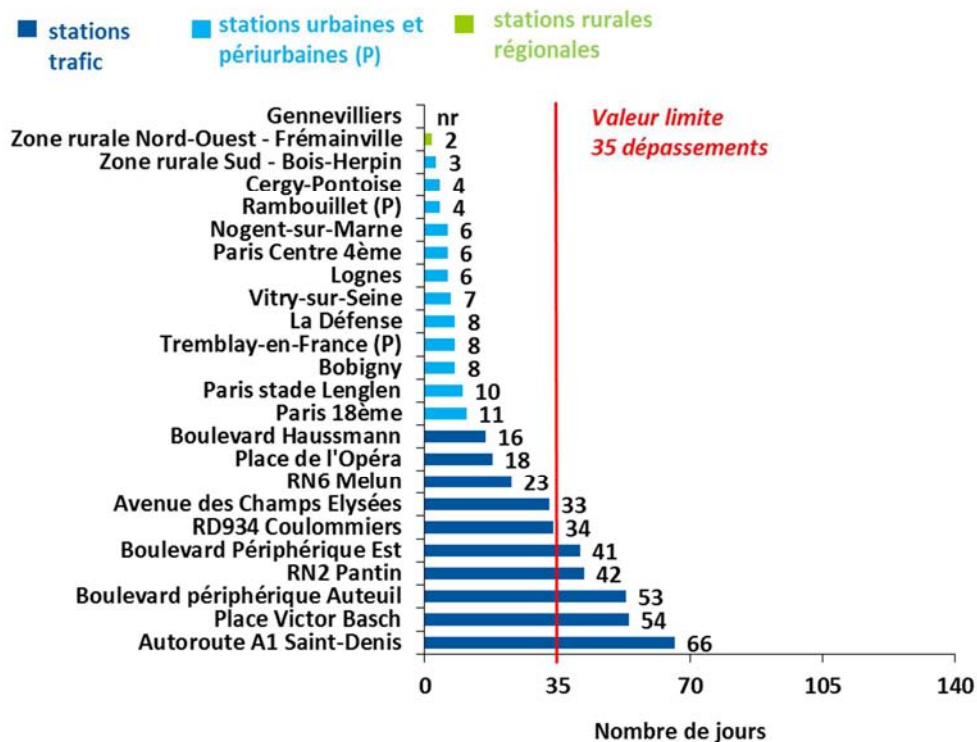 stations trafic
stations urbaines et périurbaines (P)
stations rurales régionales
Valeur limite
35 dépassements
Gennevilliers nr
Zone rurale Nord-Ouest - Frémainville 2
Zone rurale Sud - Bois-Herpin 3
Cergy-Pontoise 4
Rambouillet (P) 4
Nogent-sur-Marne 6
Paris Centre 4ème 6
Lognes 6
Vitry-sur-Seine 7
La Défense 8
Tremblay-en-France (P) 8
Bobigny 8
Paris stade Lenglen 10
Paris 18ème 11
Boulevard Haussmann 16
Place de l'Opéra 18
RN6 Melun 23
Avenue des Champs Elysées 33
RD934 Coulommiers 34
Boulevard Périphérique Est 41
RN2 Pantin 42
Boulevard périphérique Auteuil 53
Place Victor Basch 54
Autoroute A1 Saint-Denis 66
0 35 70 105 140
Nombre de jours